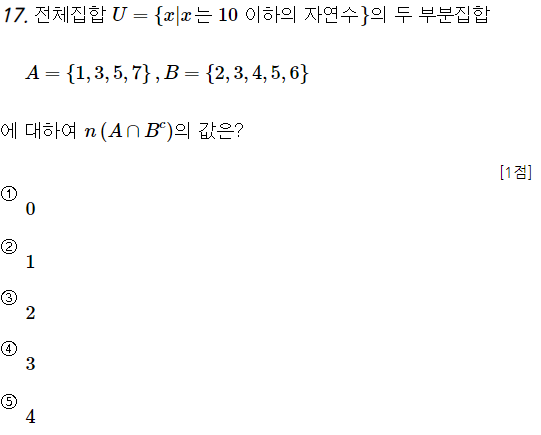 17. 전체집합 U = {x|x는 10 이하의 자연수}의 두 부분집합
A = {1, 3, 5, 7} , B = {2, 3, 4, 5, 6}
에 대하여 n (A ∩ Bᶜ)의 값은?
[1점]
①
0
②
1
③
2
④
3
⑤
4